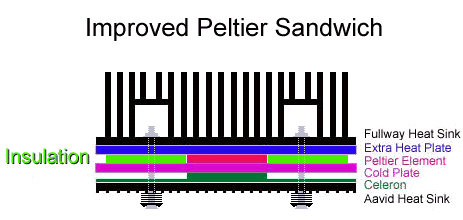 Improved Peltier Sandwich
Insulation
Fullway Heat Sink
Extra Heat Plate
Peltier Element
Cold Plate
Celeron
Aavid Heat Sink